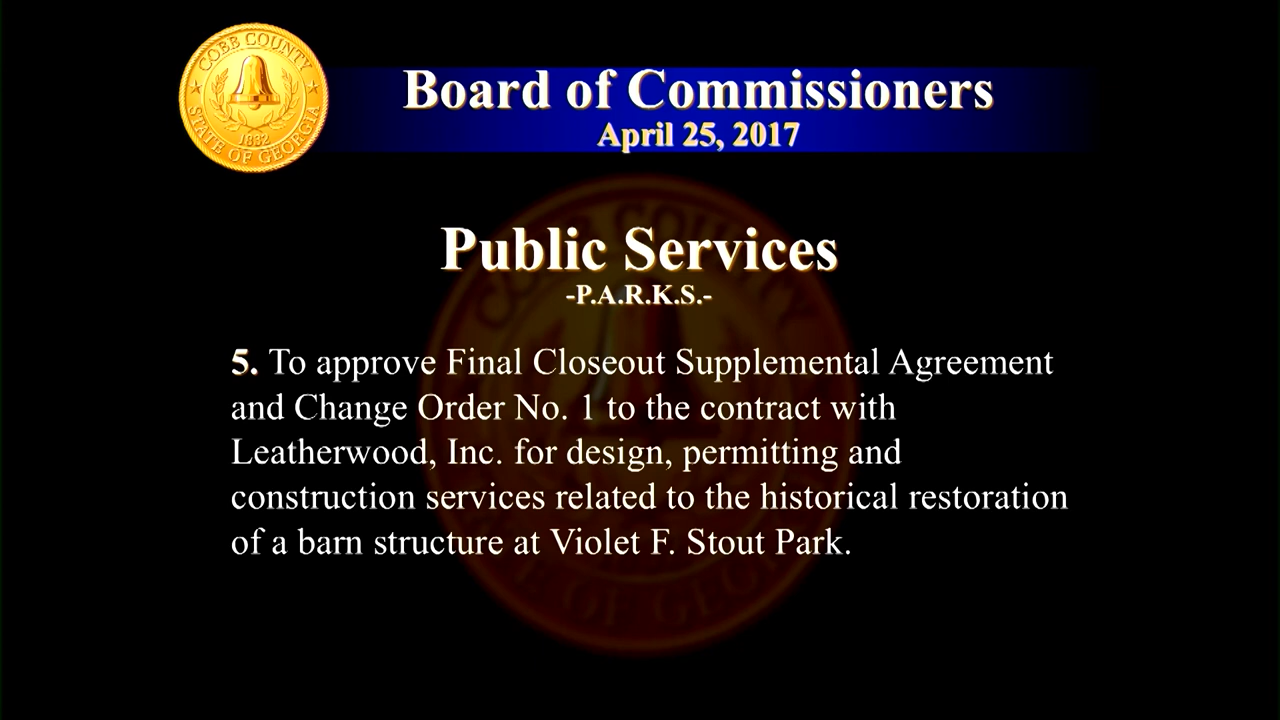 COBB COUNTY
1832
STATE OF GEORGIA
Board of Commissioners
April 25, 2017
Public Services
-P.A.R.K.S.-
5. To approve Final Closeout Supplemental Agreement
and Change Order No. 1 to the contract with
Leatherwood, Inc. for design, permitting and
construction services related to the historical restoration
of a barn structure at Violet F. Stout Park.